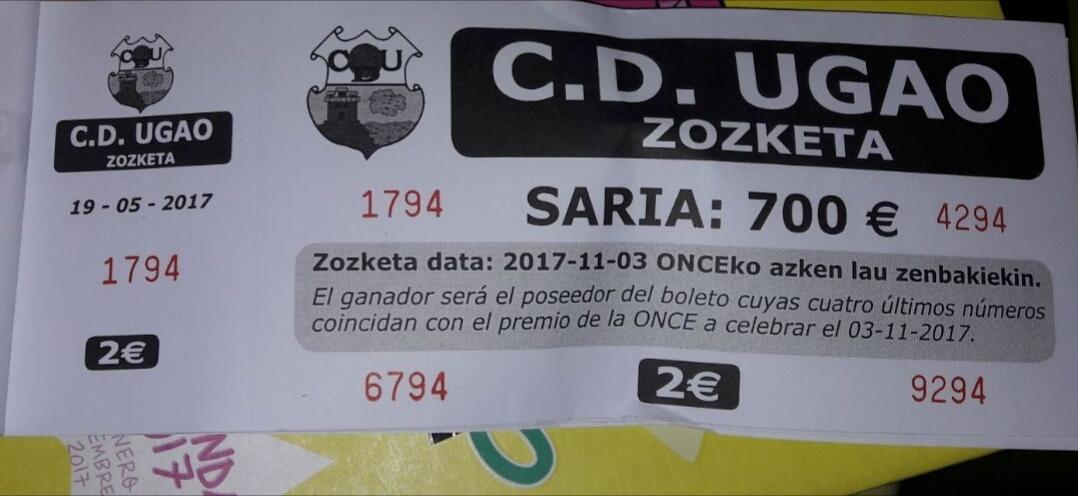 C D U
C.D. UGAO
ZOZKETA
19 - 05 - 2017
1794
2€
C D U
C.D. UGAO
ZOZKETA
1794
SARIA: 700 €
4294
Zozketa data: 2017-11-03 ONCEko azken lau zenbakiekin.
El ganador será el poseedor del boleto cuyas cuatro últimos números
coincidan con el premio de la ONCE a celebrar el 03-11-2017.
6794
2€
9294
2017